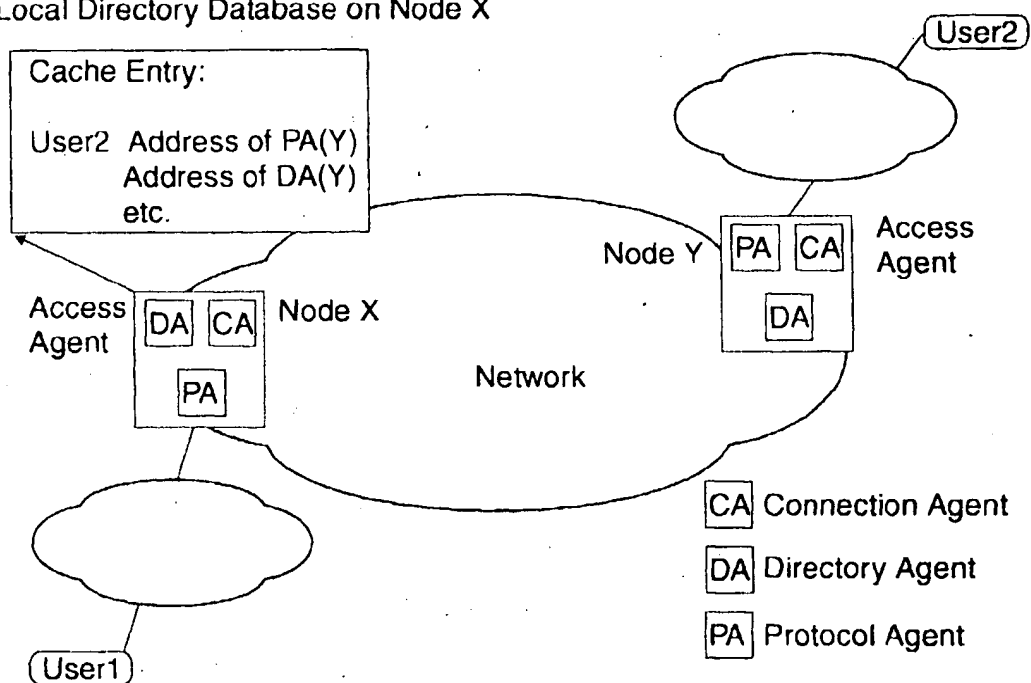 Local Directory Database on Node X
User2
Cache Entry:
User2 Address of PA(Y)
Address of DA(Y)
etc.
Node Y
PA
CA
Access
Agent
DA
Access
Agent
DA
CA
Node X
PA
Network
CA Connection Agent
DA Directory Agent
PA Protocol Agent
User1